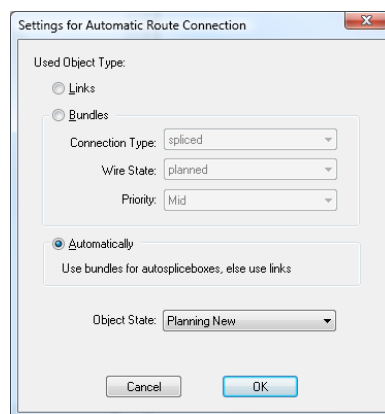 Settings for Automatic Route Connection
Used Object Type:
Links
Bundles
Connection Type: spliced
Wire State: planned
Priority: Mid
Automatically
Use bundles for autospliceboxes, else use links
Object State: Planning New
Cancel OK